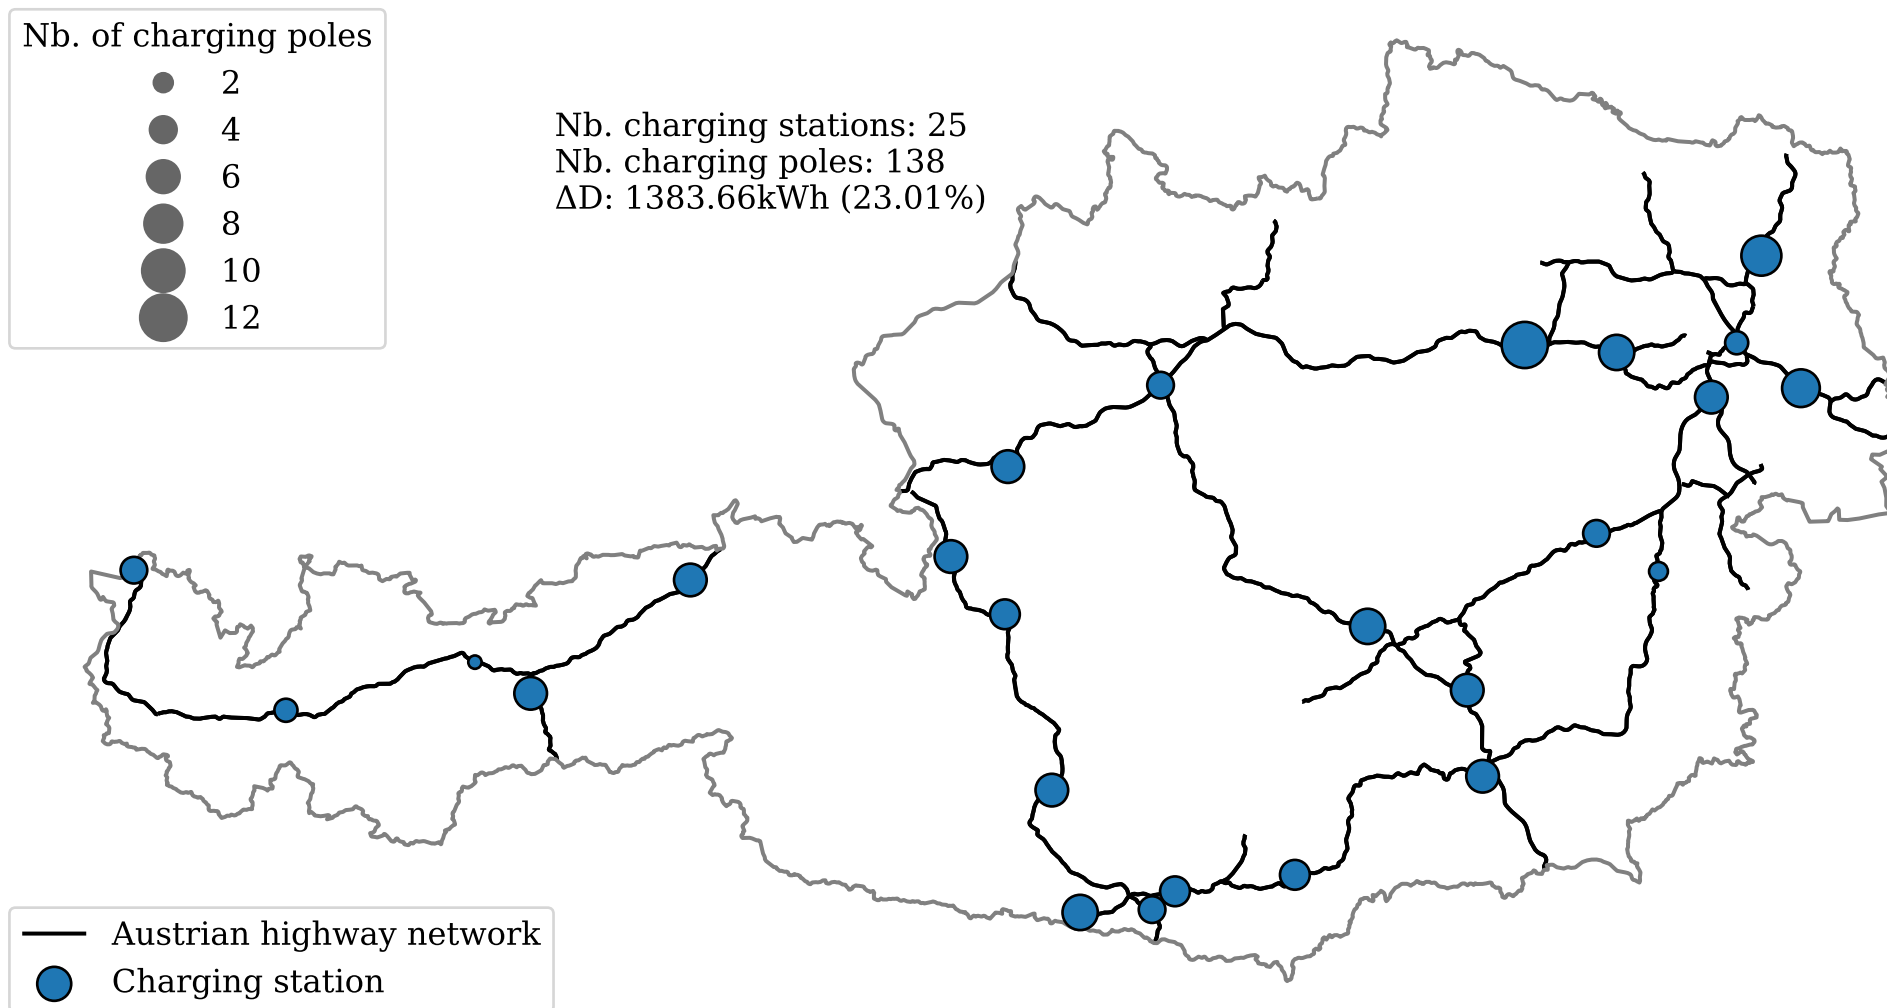 Nb. of charging poles
2
4
6
8
10
12
Nb. charging stations: 25
Nb. charging poles: 138
ΔD: 1383.66kWh (23.01%)
Austrian highway network
Charging station